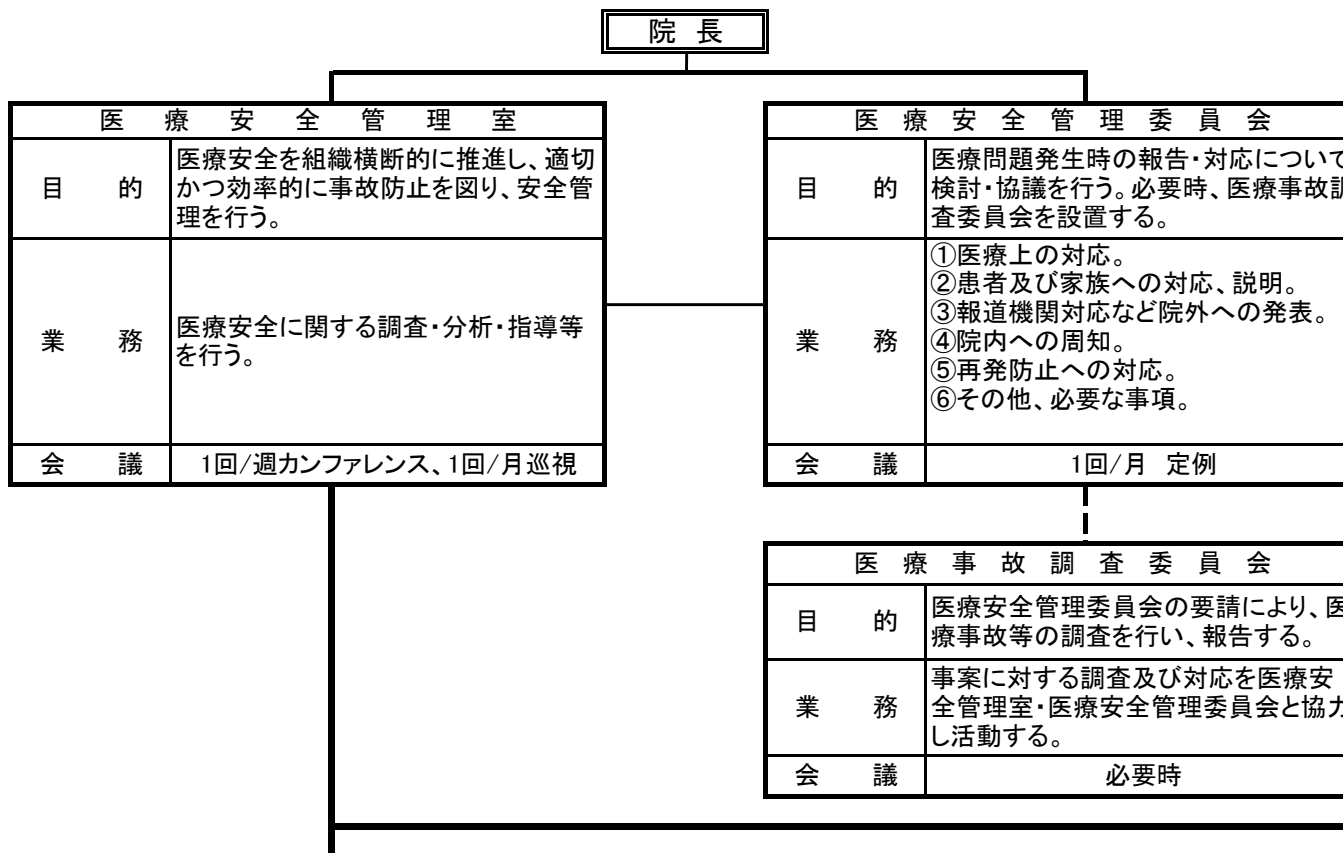 院 長
医 療 安 全 管 理 室
目 的
医療安全を組織横断的に推進し、適切
かつ効率的に事故防止を図り、安全管
理を行う。
業 務
医療安全に関する調査・分析・指導等
を行う。
会 議
1回/週カンファレンス、1回/月巡視
医 療 安 全 管 理 委 員 会
目 的
医療問題発生時の報告・対応について
検討・協議を行う。必要時、医療事故調
査委員会を設置する。
業 務
①医療上の対応。
②患者及び家族への対応、説明。
③報道機関対応など院外への発表。
④院内への周知。
⑤再発防止への対応。
⑥その他、必要な事項。
会 議
1回/月 定例
医 療 事 故 調 査 委 員 会
目 的
医療安全管理委員会の要請により、医
療事故等の調査を行い、報告する。
業 務
事案に対する調査及び対応を医療安
全管理室・医療安全管理委員会と協力
し活動する。
会 議
必要時